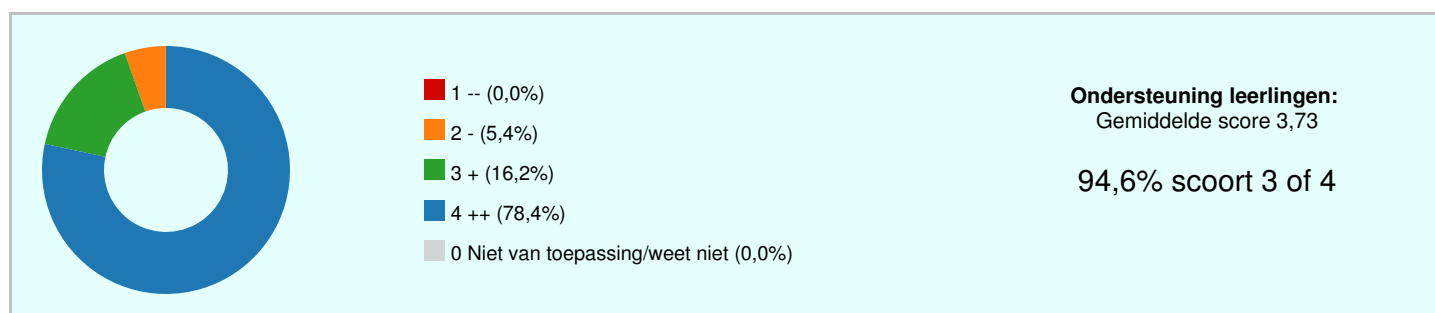 1 -- (0,0%)
2 - (5,4%)
3 + (16,2%)
4 ++ (78,4%)
0 Niet van toepassing/weet niet (0,0%)
Ondersteuning leerlingen:
Gemiddelde score 3,73
94,6% scoort 3 of 4